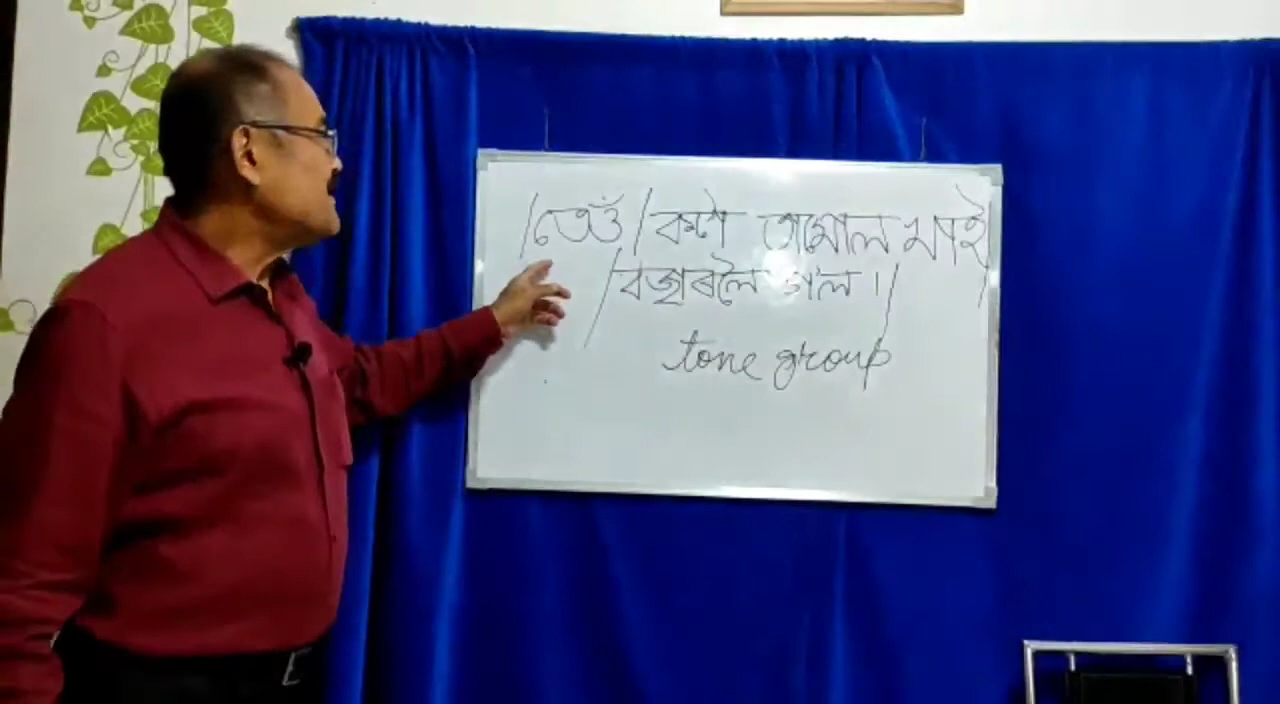 /তেওঁ/ তামোল খাই/
/বজাৰলৈ গ'ল ।/
tone group